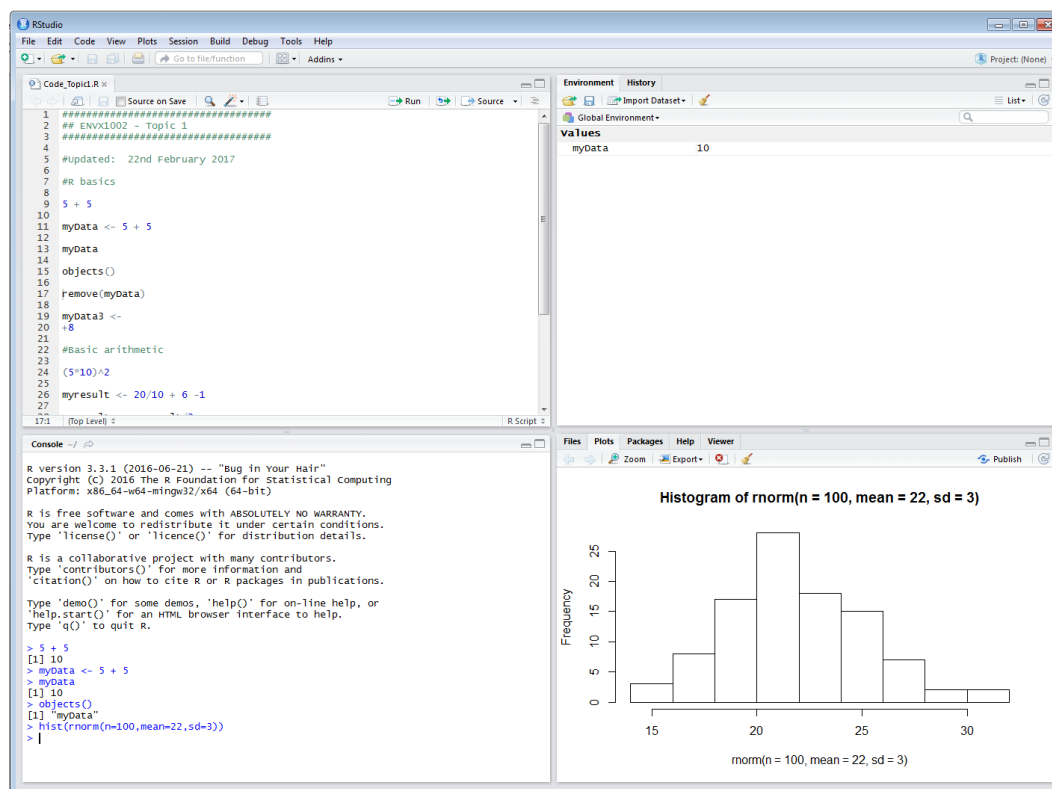 RStudio
File Edit Code View Plots Session Build Debug Tools Help
Go to file/function Addins
Project: (None)
Code_Topic1.R
Source on Save Run Source
1 ###################################
2 ## ENVX1002 - Topic 1
3 ###################################
4
5 #Updated:  22nd February 2017
6
7 #R basics
8
9 5 + 5
10
11 myData <- 5 + 5
12
13 myData
14
15 objects()
16
17 remove(myData)
18
19 myData3 <-
20 +8
21
22 #Basic arithmetic
23
24 (5*10)^2
25
26 myresult <- 20/10 + 6 -1
27
17:1 (Top Level) R Script
Environment History
Import Dataset List
Global Environment
Values
myData 10
Console ~/
R version 3.3.1 (2016-06-21) -- "Bug in Your Hair"
Copyright (C) 2016 The R Foundation for Statistical Computing
Platform: x86_64-w64-mingw32/x64 (64-bit)
R is free software and comes with ABSOLUTELY NO WARRANTY.
You are welcome to redistribute it under certain conditions.
Type 'license()' or 'licence()' for distribution details.
R is a collaborative project with many contributors.
Type 'contributors()' for more information and
'citation()' on how to cite R or R packages in publications.
Type 'demo()' for some demos, 'help()' for on-line help, or
'help.start()' for an HTML browser interface to help.
Type 'q()' to quit R.
> 5 + 5
[1] 10
> myData <- 5 + 5
> myData
[1] 10
> objects()
[1] "myData"
> hist(rnorm(n=100,mean=22,sd=3))
>
Files Plots Packages Help Viewer
Zoom Export Publish
Histogram of rnorm(n = 100, mean = 22, sd = 3)
Frequency
25
20
15
10
5
0
15 20 25 30
rnorm(n = 100, mean = 22, sd = 3)